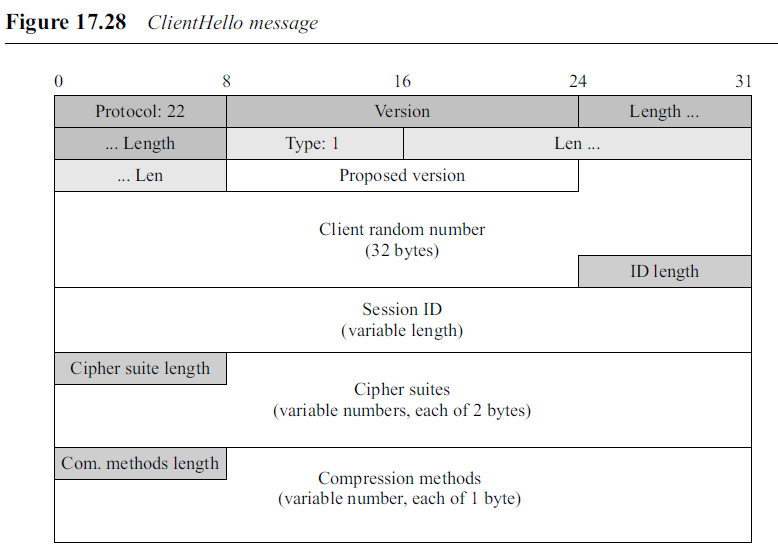 Figure 17.28 ClientHello message
0 8 16 24 31
Protocol: 22 Version Length ...
... Length Type: 1 Len ...
... Len Proposed version
Client random number
(32 bytes)
ID length
Session ID
(variable length)
Cipher suite length
Cipher suites
(variable numbers, each of 2 bytes)
Com. methods length
Compression methods
(variable number, each of 1 byte)